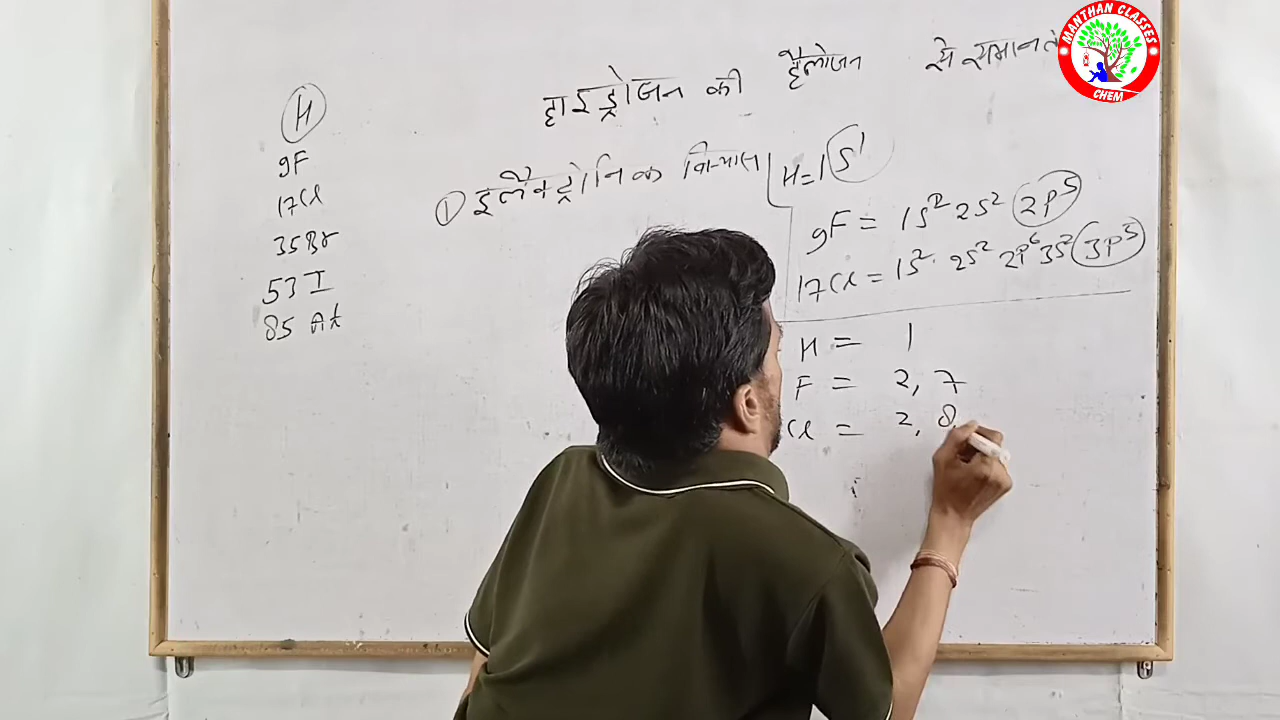 MANTHAN CLASSES
CHEM
हाइड्रोजन की हैलोजन से समानता
H
9F
17Cl
35Br
53I
85At
① इलैक्ट्रोनिक विन्यास
H = 1S¹
9F = 1S² 2S² 2P⁵
17Cl = 1S² 2S² 2P⁶ 3S² 3P⁵
H = 1
F = 2, 7
Cl = 2, 8,